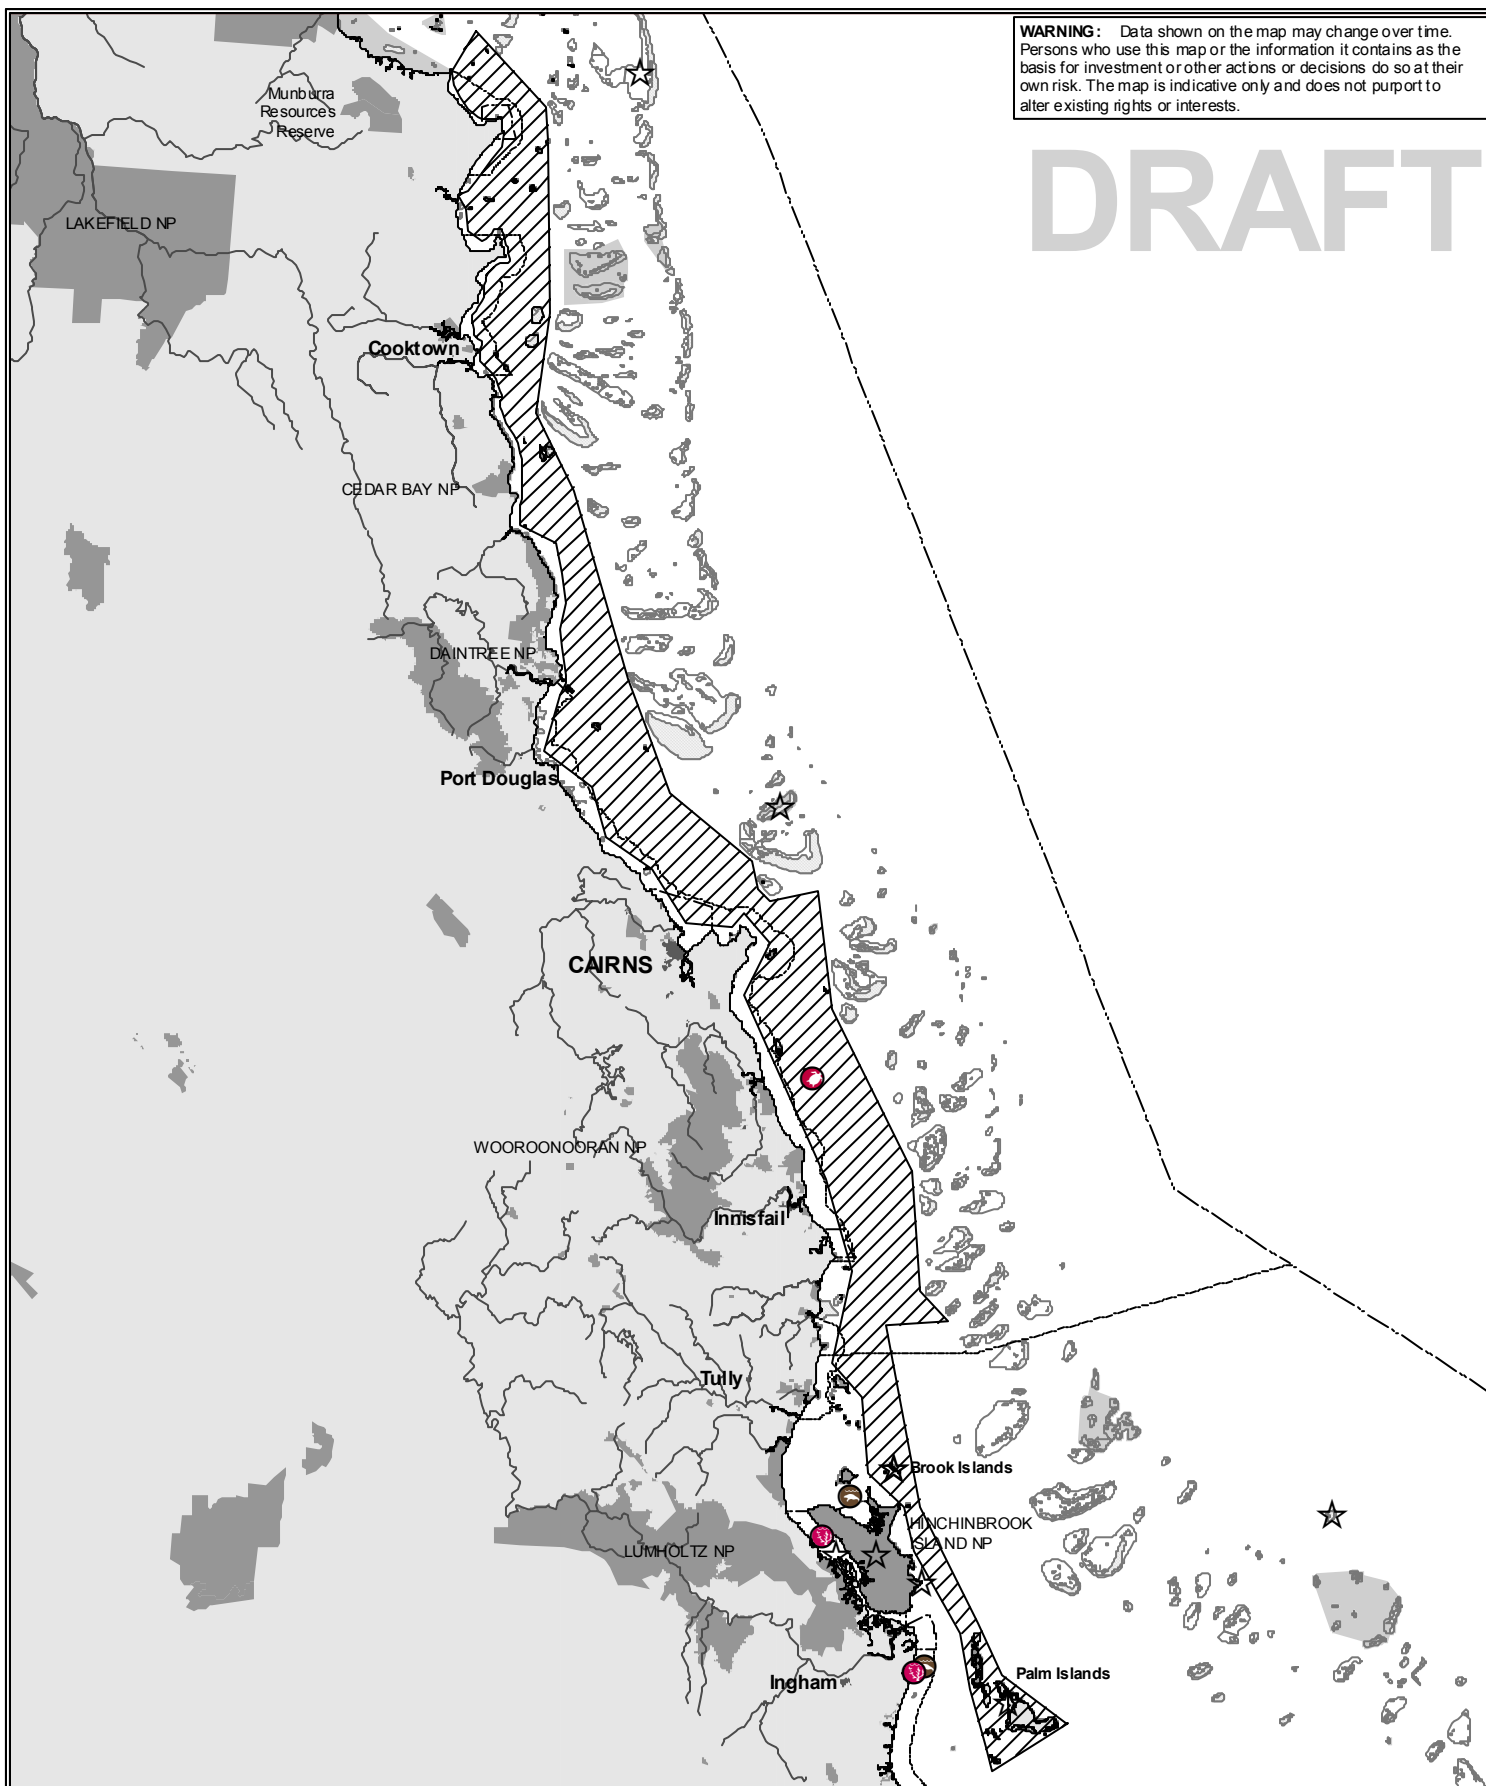 WARNING: Data shown on the map may change over time.
Persons who use this map or the information it contains as the
basis for investment or other actions or decisions do so at their
own risk. The map is indicative only and does not purport to
alter existing rights or interests.
DRAFT
Munburra
Resources
Reserve
LAKEFIELD NP
Cooktown
CEDAR BAY NP
DAINTREE NP
Port Douglas
CAIRNS
WOOROONOORAN NP
Innisfail
Tully
Brook Islands
HINCHINBROOK
ISLAND NP
LUMHOLTZ NP
Palm Islands
Ingham